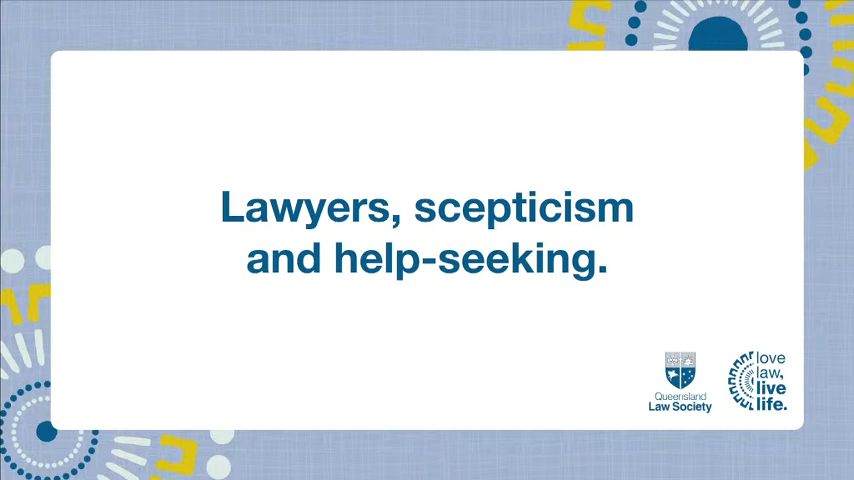 Lawyers, scepticism
and help-seeking.
Queensland
Law Society
love
law,
live
life.